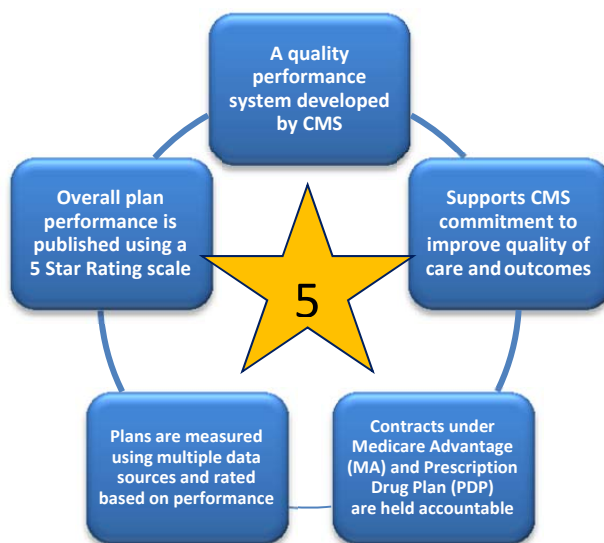 A quality
performance
system developed
by CMS
Supports CMS
commitment to
improve quality of
care and outcomes
Contracts under
Medicare Advantage
(MA) and Prescription
Drug Plan (PDP)
are held accountable
Plans are measured
using multiple data
sources and rated
based on performance
Overall plan
performance is
published using a
5 Star Rating scale
5